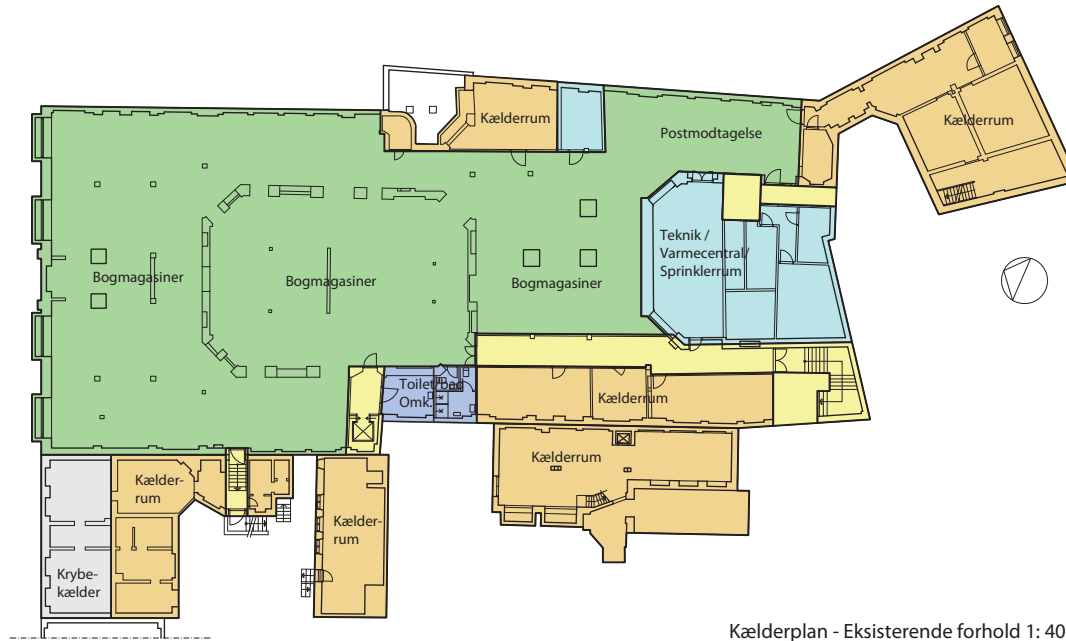 Kælderrum
Postmodtagelse
Kælderrum
Teknik /
Varmecentral/
Sprinklerrum
Bogmagasiner
Bogmagasiner
Bogmagasiner
Toilet/bad
Omk.
Kælderrum
Kælderrum
Kælder-
rum
Kælder-
rum
Krybe-
kælder
Kælderplan - Eksisterende forhold 1: 40